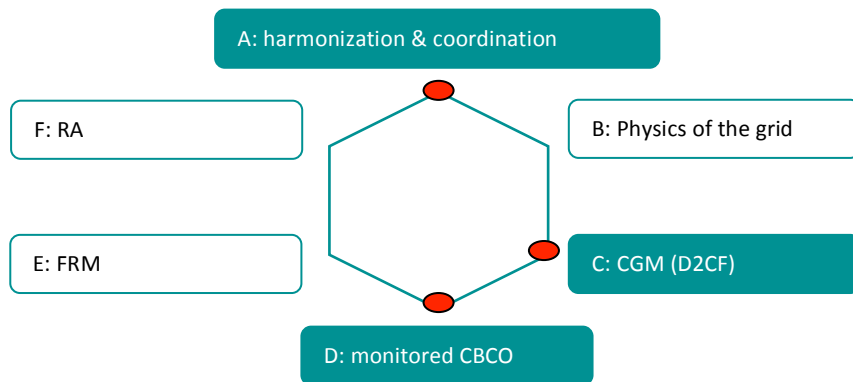 A: harmonization & coordination
F: RA
B: Physics of the grid
E: FRM
C: CGM (D2CF)
D: monitored CBCO